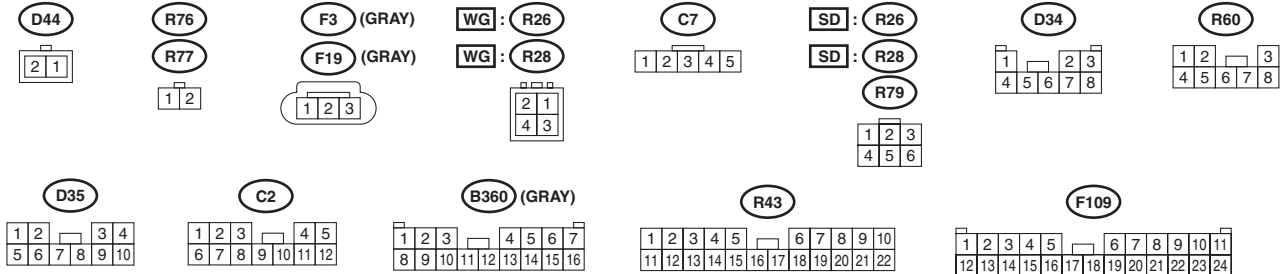 D44
2 1
R76
R77
1 2
F3 (GRAY)
F19 (GRAY)
1 2 3
WG : R26
WG : R28
2 1
4 3
C7
1 2 3 4 5
SD : R26
SD : R28
R79
1 2 3
4 5 6
D34
1 2 3
4 5 6 7 8
R60
1 2 3
4 5 6 7 8
D35
1 2 3 4
5 6 7 8 9 10
C2
1 2 3 4 5
6 7 8 9 10 11 12
B360 (GRAY)
1 2 3 4 5 6 7
8 9 10 11 12 13 14 15 16
R43
1 2 3 4 5 6 7 8 9 10
11 12 13 14 15 16 17 18 19 20 21 22
F109
1 2 3 4 5 6 7 8 9 10 11
12 13 14 15 16 17 18 19 20 21 22 23 24